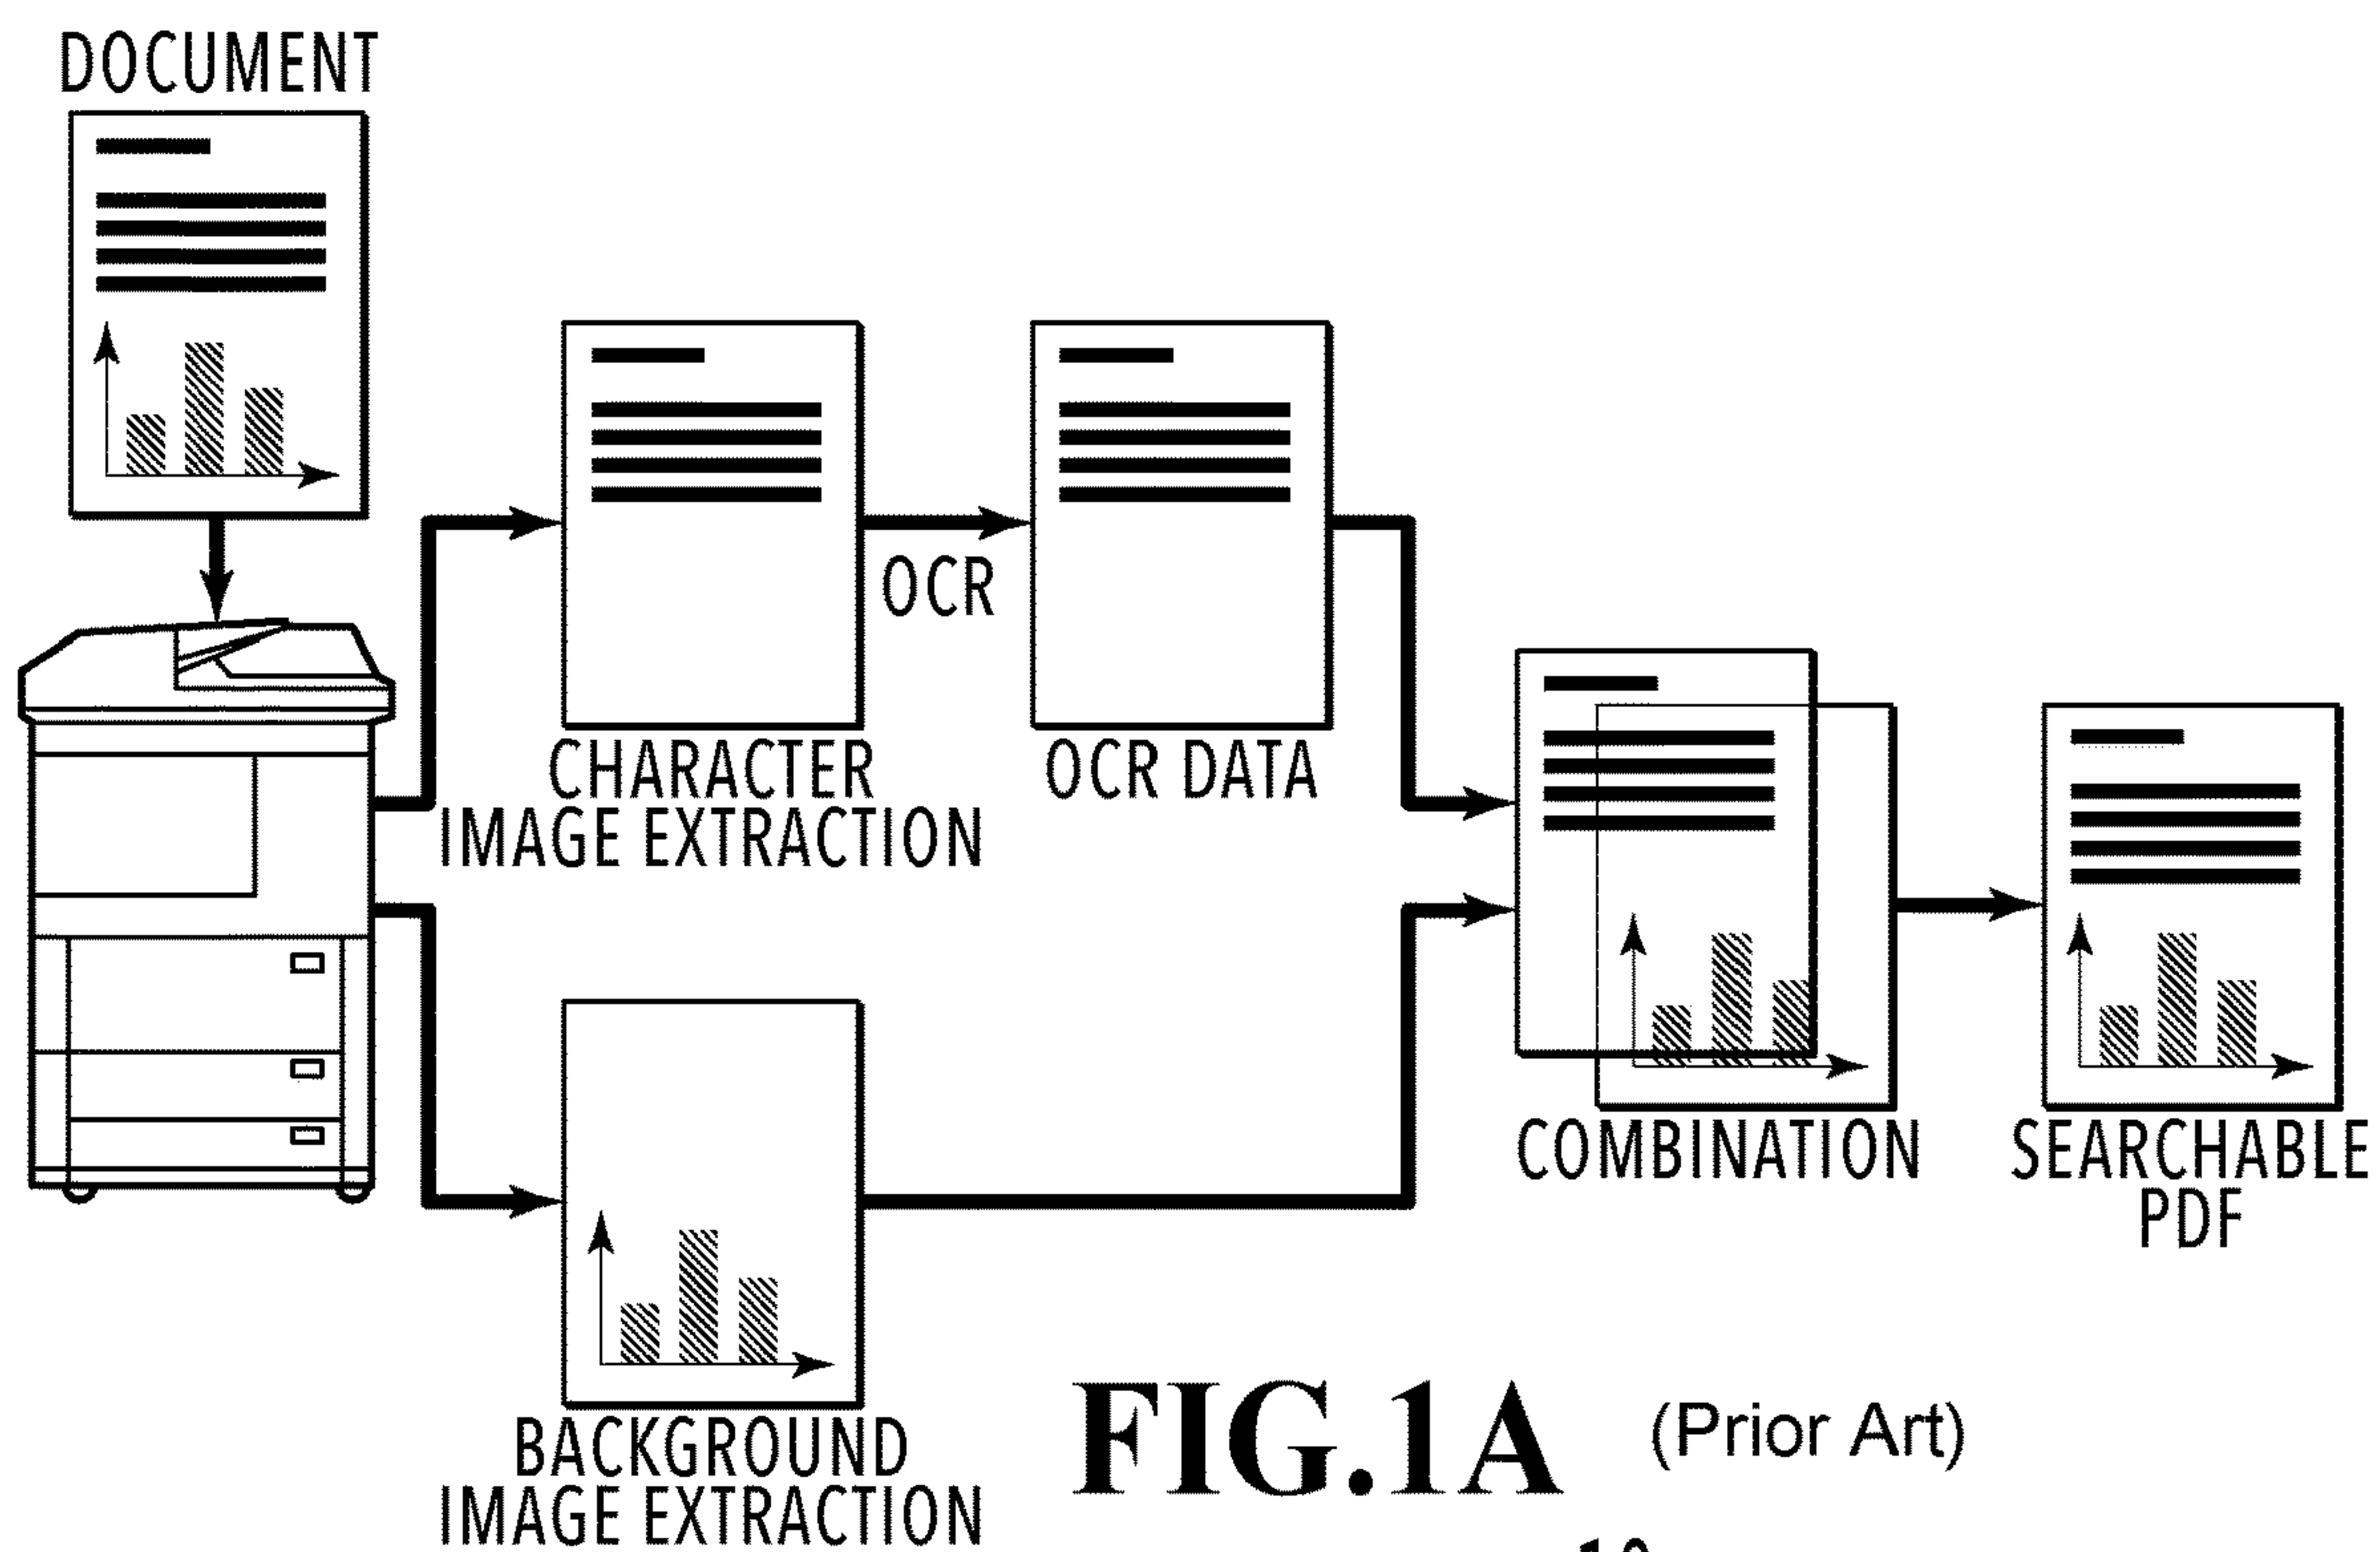 DOCUMENT
OCR
CHARACTER
IMAGE EXTRACTION
OCR DATA
COMBINATION
SEARCHABLE
PDF
BACKGROUND
IMAGE EXTRACTION
FIG.1A (Prior Art)